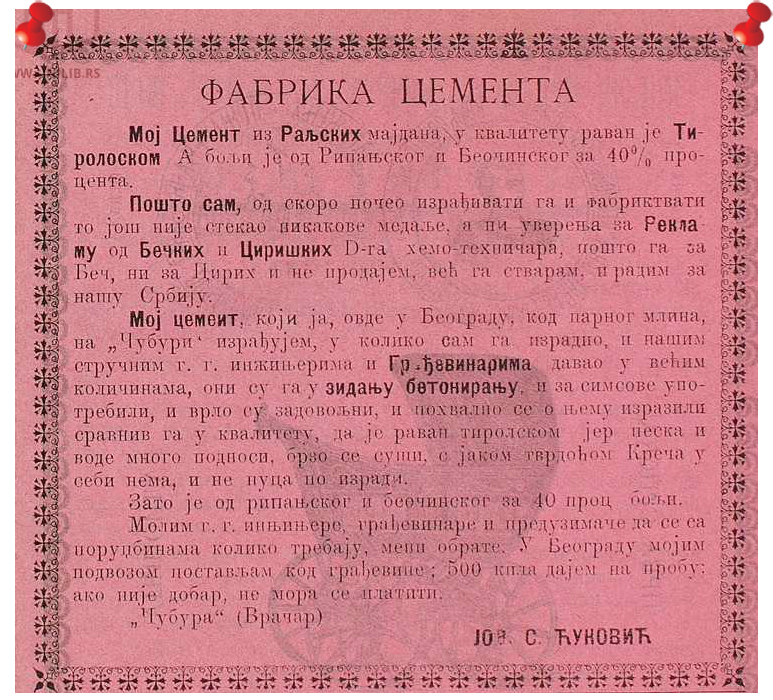 WWW.UNILIB.RS
ФАБРИКА ЦЕМЕНТА
Мој Цемент из Раљских мајдана, у квалитету раван је Ти-
ролоском А бољи је од Рипањског и Беочинског за 40% про-
цента.
Пошто сам, од скоро почео израђивати га и фабриктвати
то још није стекао никакове медаље, а ни уверења за Рекла-
му од Бечких и Циришких D-га хемо-техничара, пошто га за
Беч, ни за Цирих и не продајем, већ га стварам, и радим за
нашу Србију.
Мој цемеит, који ја, овде у Београду, код парног млина,
на „Чубури“ израђујем, у колико сам га израдио, и нашим
стручним г. г. инжињерима и Грђевинарима давао у већим
количинама, они су га у зидању бетонирању, и за симсове упо-
требили, и врло су задовољни, и похвално се о њему изразили
сравнив га у квалитету, да је раван тиролском јер песка и
воде много подноси, брзо се суши, с јаком тврдоћом Креча у
себи нема, и не пуца по изради.
Зато је од рипањског и беочинског за 40 проц бољи.
Молим г. г. инњињере, грађевинаре и предузимаче да се са
поруџбинама колико требају, мени обрате. У Београду мојим
подвозом постављам код грађевине; 500 кила дајем на пробу;
ако није добар, не мора се платити.
„Чубура“ (Врачар)
ЈОВ. С. ЋУКОВИЋ